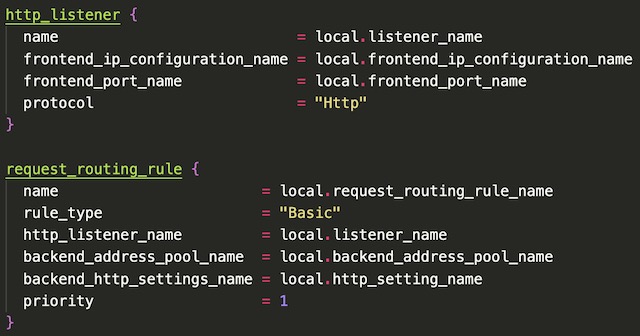 http_listener {
  name                           = local.listener_name
  frontend_ip_configuration_name = local.frontend_ip_configuration_name
  frontend_port_name             = local.frontend_port_name
  protocol                       = "Http"
}

request_routing_rule {
  name                       = local.request_routing_rule_name
  rule_type                  = "Basic"
  http_listener_name         = local.listener_name
  backend_address_pool_name  = local.backend_address_pool_name
  backend_http_settings_name = local.http_setting_name
  priority                   = 1
}